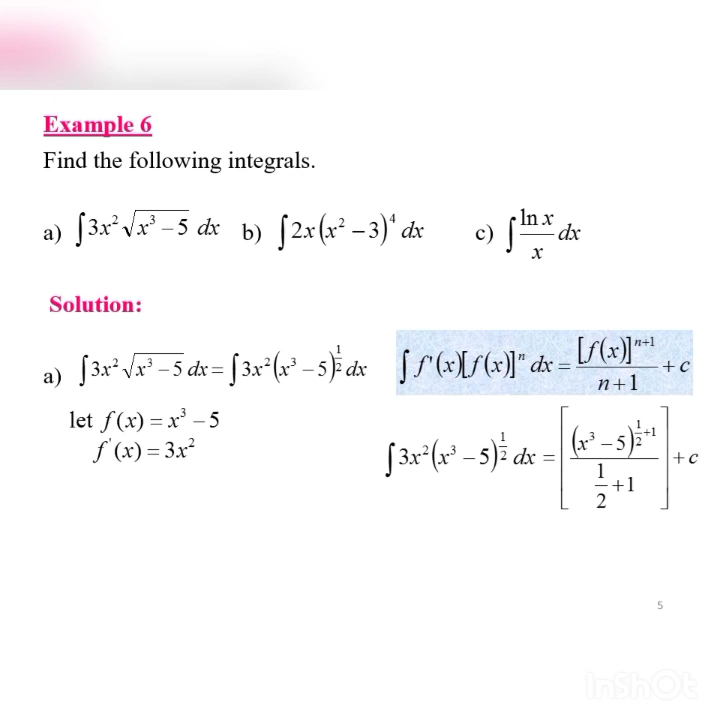 Example 6
Find the following integrals.
a) ∫3x²√(x³ – 5) dx b) ∫2x(x² – 3)⁴ dx c) ∫(ln x)/x dx
Solution:
a) ∫3x²√(x³ – 5) dx = ∫3x²(x³ – 5)^(1/2) dx ∫f'(x)[f(x)]ⁿ dx = [f(x)]ⁿ⁺¹/(n+1) + c
let f(x) = x³ – 5
f'(x) = 3x²
∫3x²(x³ – 5)^(1/2) dx = [(x³ – 5)^(1/2+1)/(1/2+1)] + c
5
InShOt